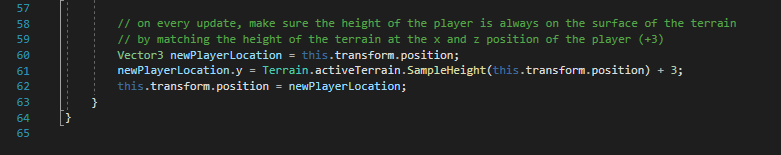 57
58 // on every update, make sure the height of the player is always on the surface of the terrain
59 // by matching the height of the terrain at the x and z position of the player (+3)
60 Vector3 newPlayerLocation = this.transform.position;
61 newPlayerLocation.y = Terrain.activeTerrain.SampleHeight(this.transform.position) + 3;
62 this.transform.position = newPlayerLocation;
63 }
64 }
65